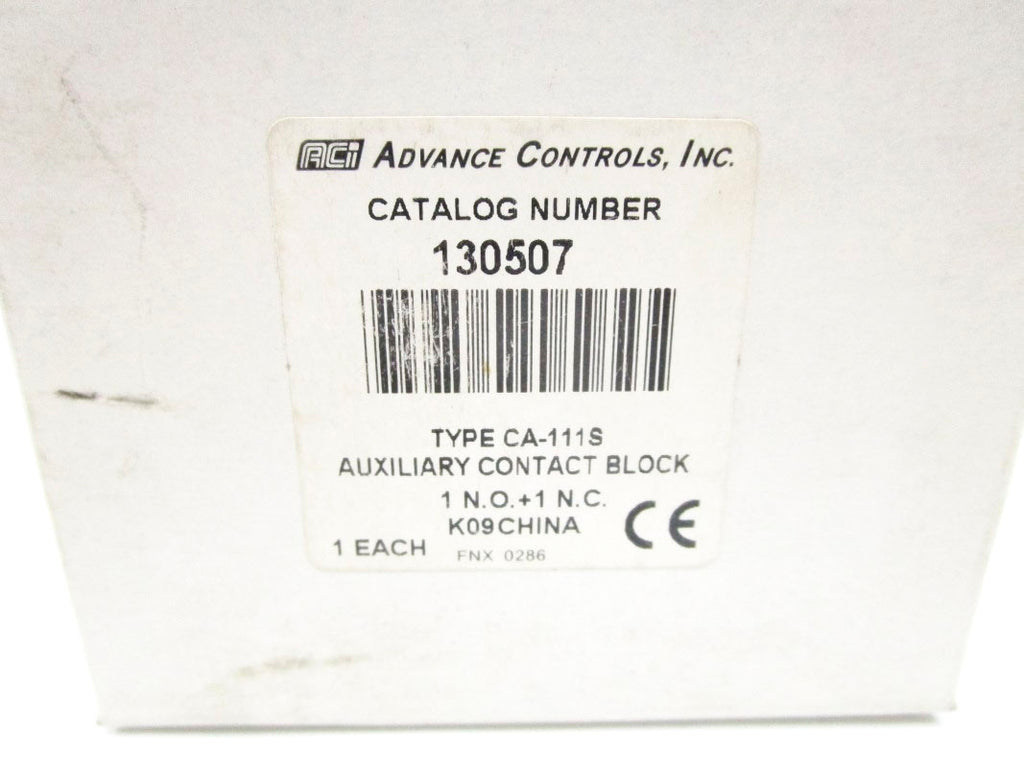 ACi ADVANCE CONTROLS, INC.
CATALOG NUMBER
130507
TYPE CA-111S
AUXILIARY CONTACT BLOCK
1 N.O.+1 N.C.
K09CHINA
CE
1 EACH
FNX 0286